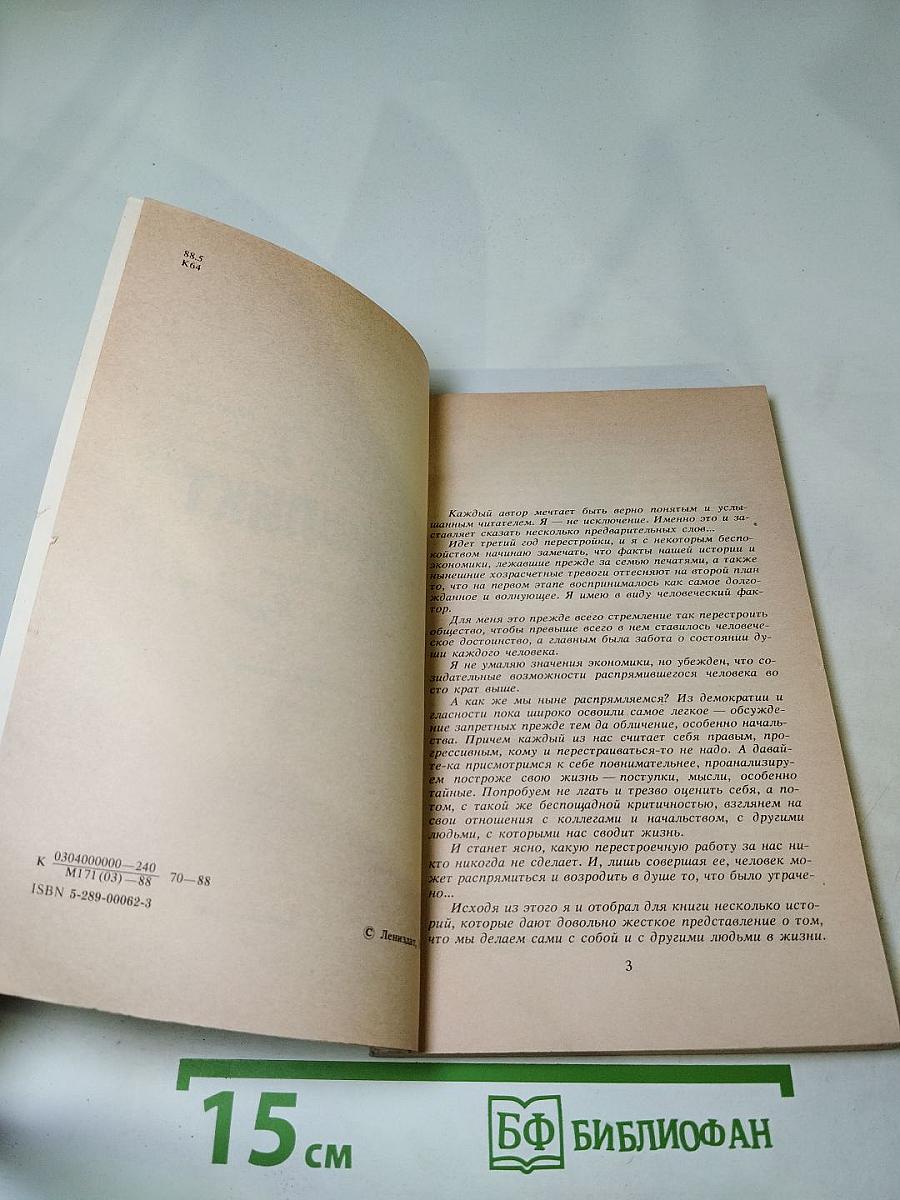 88.5
К64
К 0304000000—240 70—88
М171(03)—88
ISBN 5-289-00062-3
© Лениздат,
Каждый автор мечтает быть верно понятым и услы-
шанным читателем. Я — не исключение. Именно это и за-
ставляет сказать несколько предварительных слов...
Идет третий год перестройки, и я с некоторым беспо-
койством начинаю замечать, что факты нашей истории и
экономики, лежавшие прежде за семью печатями, а также
нынешние хозрасчетные тревоги оттесняют на второй план
то, что на первом этапе воспринималось как самое долго-
жданное и волнующее. Я имею в виду человеческий фак-
тор.
Для меня это прежде всего стремление так перестроить
общество, чтобы превыше всего в нем ставилось человече-
ское достоинство, а главным была забота о состоянии ду-
ши каждого человека.
Я не умаляю значения экономики, но убежден, что со-
зидательные возможности распрямившегося человека во
сто крат выше.
А как же мы ныне распрямляемся? Из демократии и
гласности пока широко освоили самое легкое — обсужде-
ние запретных прежде тем да обличение, особенно началь-
ства. Причем каждый из нас считает себя правым, про-
грессивным, кому и перестраиваться-то не надо. А давай-
те-ка присмотримся к себе повнимательнее, проанализиру-
ем построже свою жизнь — поступки, мысли, особенно
тайные. Попробуем не лгать и трезво оценить себя, а по-
том, с такой же беспощадной критичностью, взглянем на
свои отношения с коллегами и начальством, с другими
людьми, с которыми нас сводит жизнь.
И станет ясно, какую перестроечную работу за нас ни-
кто никогда не сделает. И, лишь совершая ее, человек мо-
жет распрямиться и возродить в душе то, что было утраче-
но...
Исходя из этого я и отобрал для книги несколько исто-
рий, которые дают довольно жесткое представление о том,
что мы делаем сами с собой и с другими людьми в жизни.
3
15 см
БФ БИБЛИОФАН